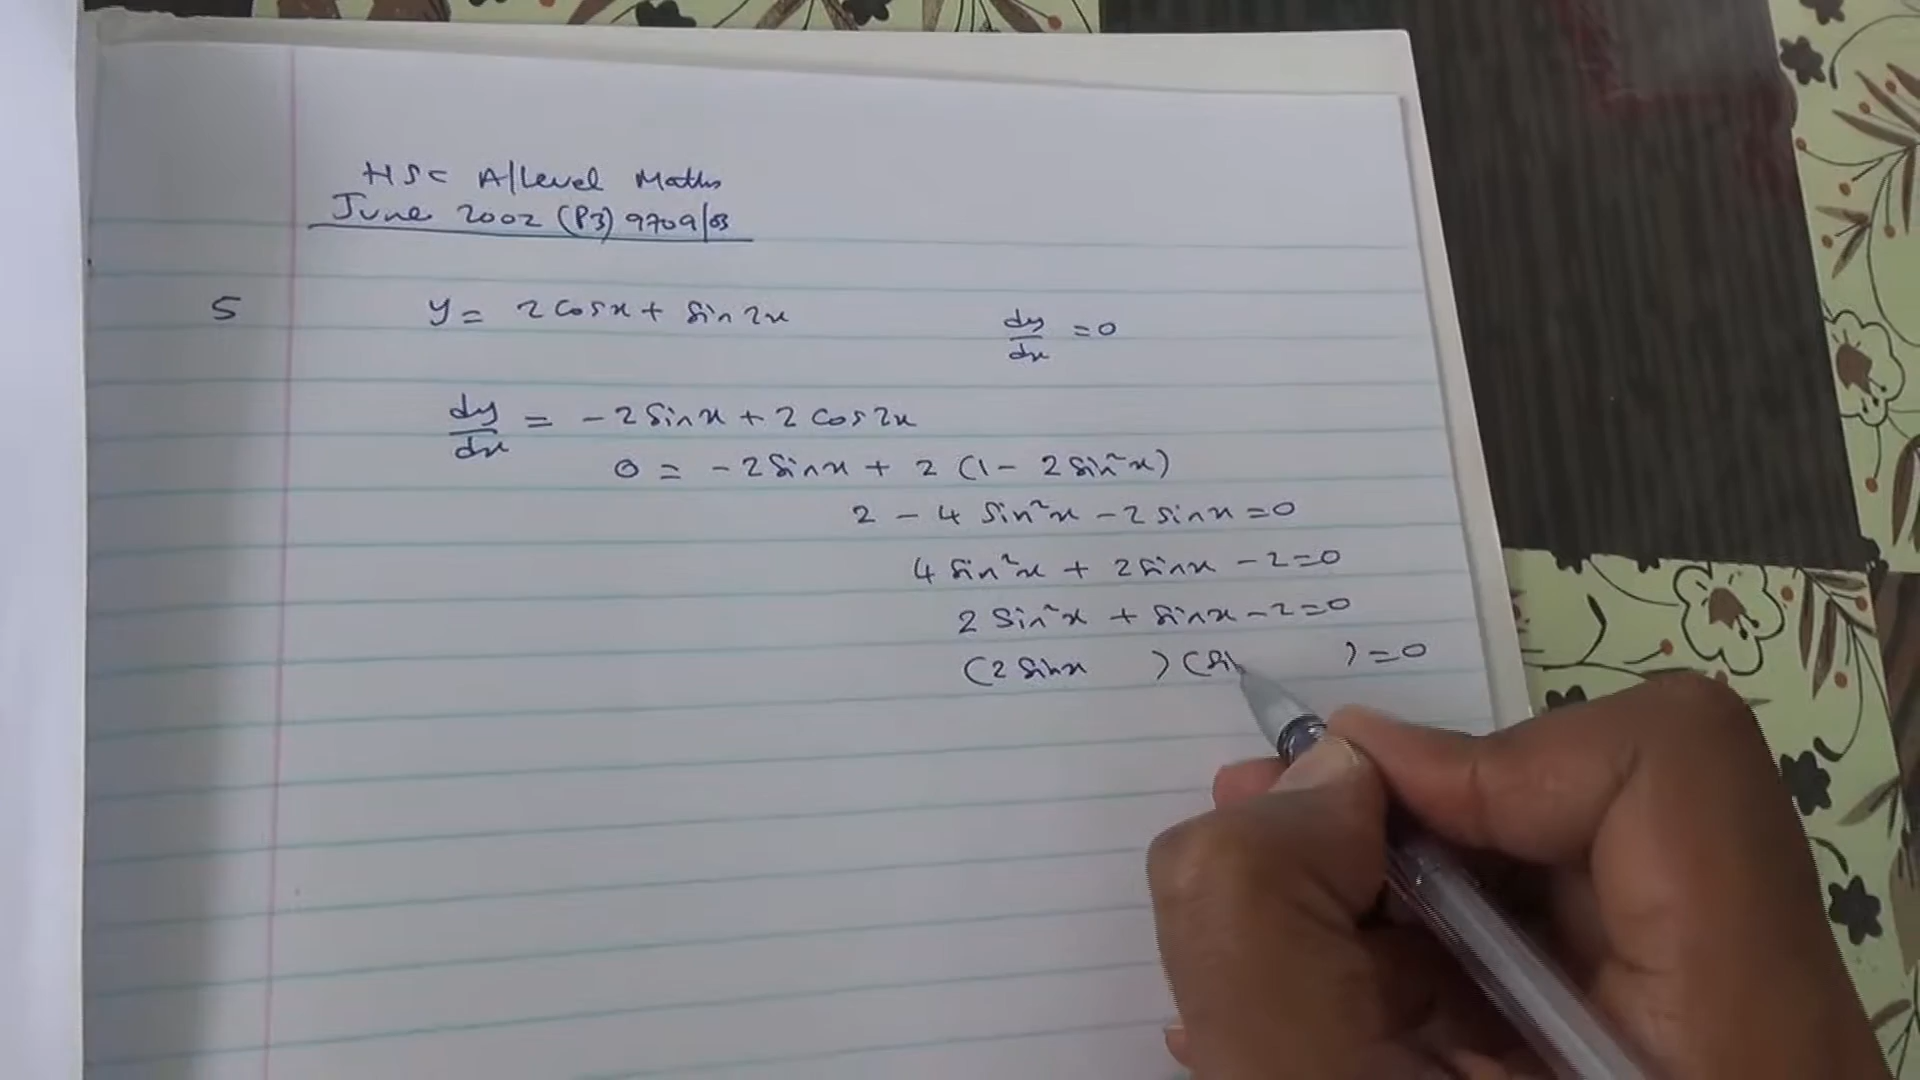 HSC A/Level Maths
June 2002 (P3) 9709/03
5 y = 2cosx + sin2x dy/dx = 0
dy/dx = -2sinx + 2cos2x
0 = -2sinx + 2(1 - 2sin²x)
2 - 4sin²x - 2sinx = 0
4sin²x + 2sinx - 2 = 0
2sin²x + sinx - 2 = 0
(2sinx ) (sin ) = 0